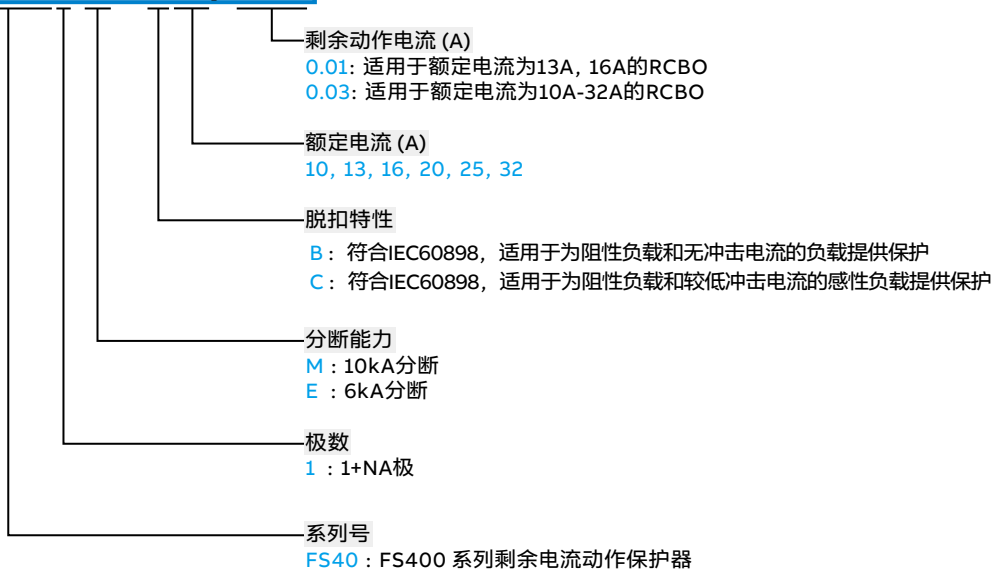 剩余动作电流 (A)
0.01: 适用于额定电流为13A, 16A的RCBO
0.03: 适用于额定电流为10A-32A的RCBO
额定电流 (A)
10, 13, 16, 20, 25, 32
脱扣特性
B： 符合IEC60898，适用于为阻性负载和无冲击电流的负载提供保护
C： 符合IEC60898，适用于为阻性负载和较低冲击电流的感性负载提供保护
分断能力
M : 10kA分断
E : 6kA分断
极数
1 : 1+NA极
系列号
FS40 : FS400 系列剩余电流动作保护器